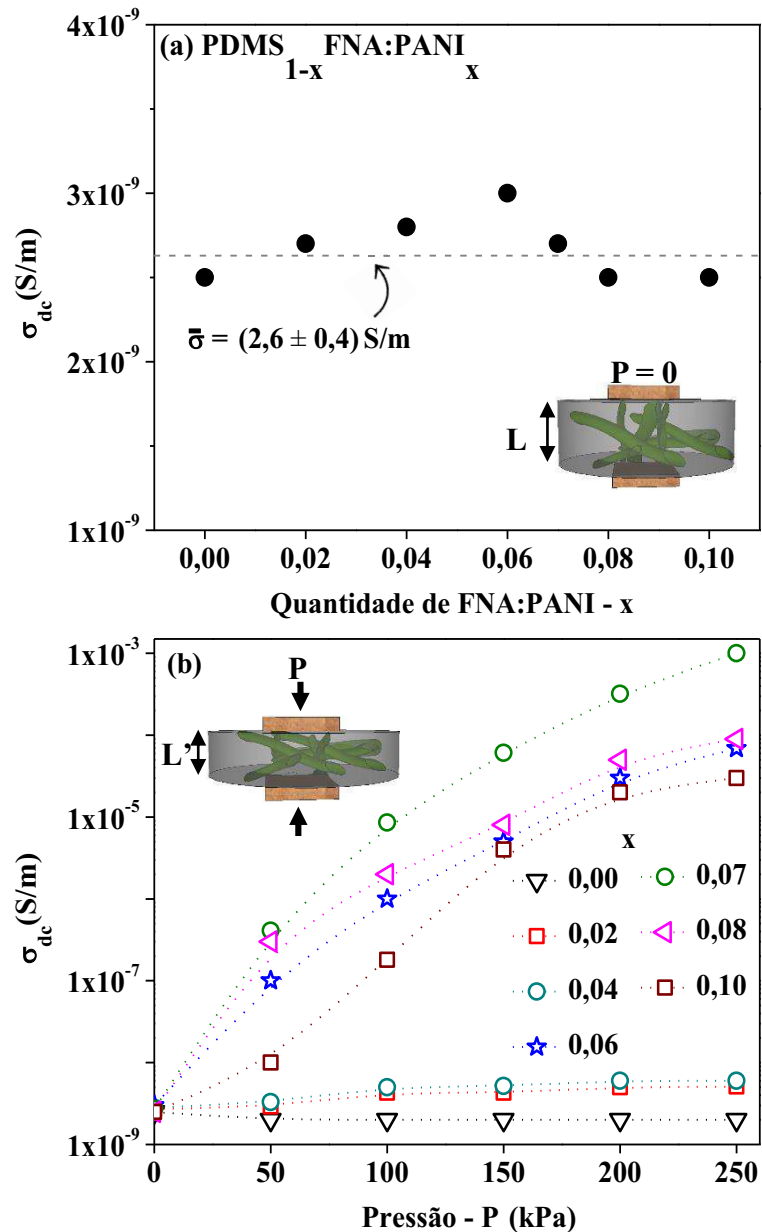 (a) PDMS₁₋ₓ FNA:PANIₓ
4x10⁻⁹
3x10⁻⁹
2x10⁻⁹
1x10⁻⁹
σdc(S/m)
σ̄ = (2,6 ± 0,4) S/m
P = 0
L
0,00 0,02 0,04 0,06 0,08 0,10
Quantidade de FNA:PANI - x
(b)
P
L'
1x10⁻³
1x10⁻⁵
1x10⁻⁷
1x10⁻⁹
σdc(S/m)
x
0,00 0,07
0,02 0,08
0,04 0,10
0,06
0 50 100 150 200 250
Pressão - P (kPa)